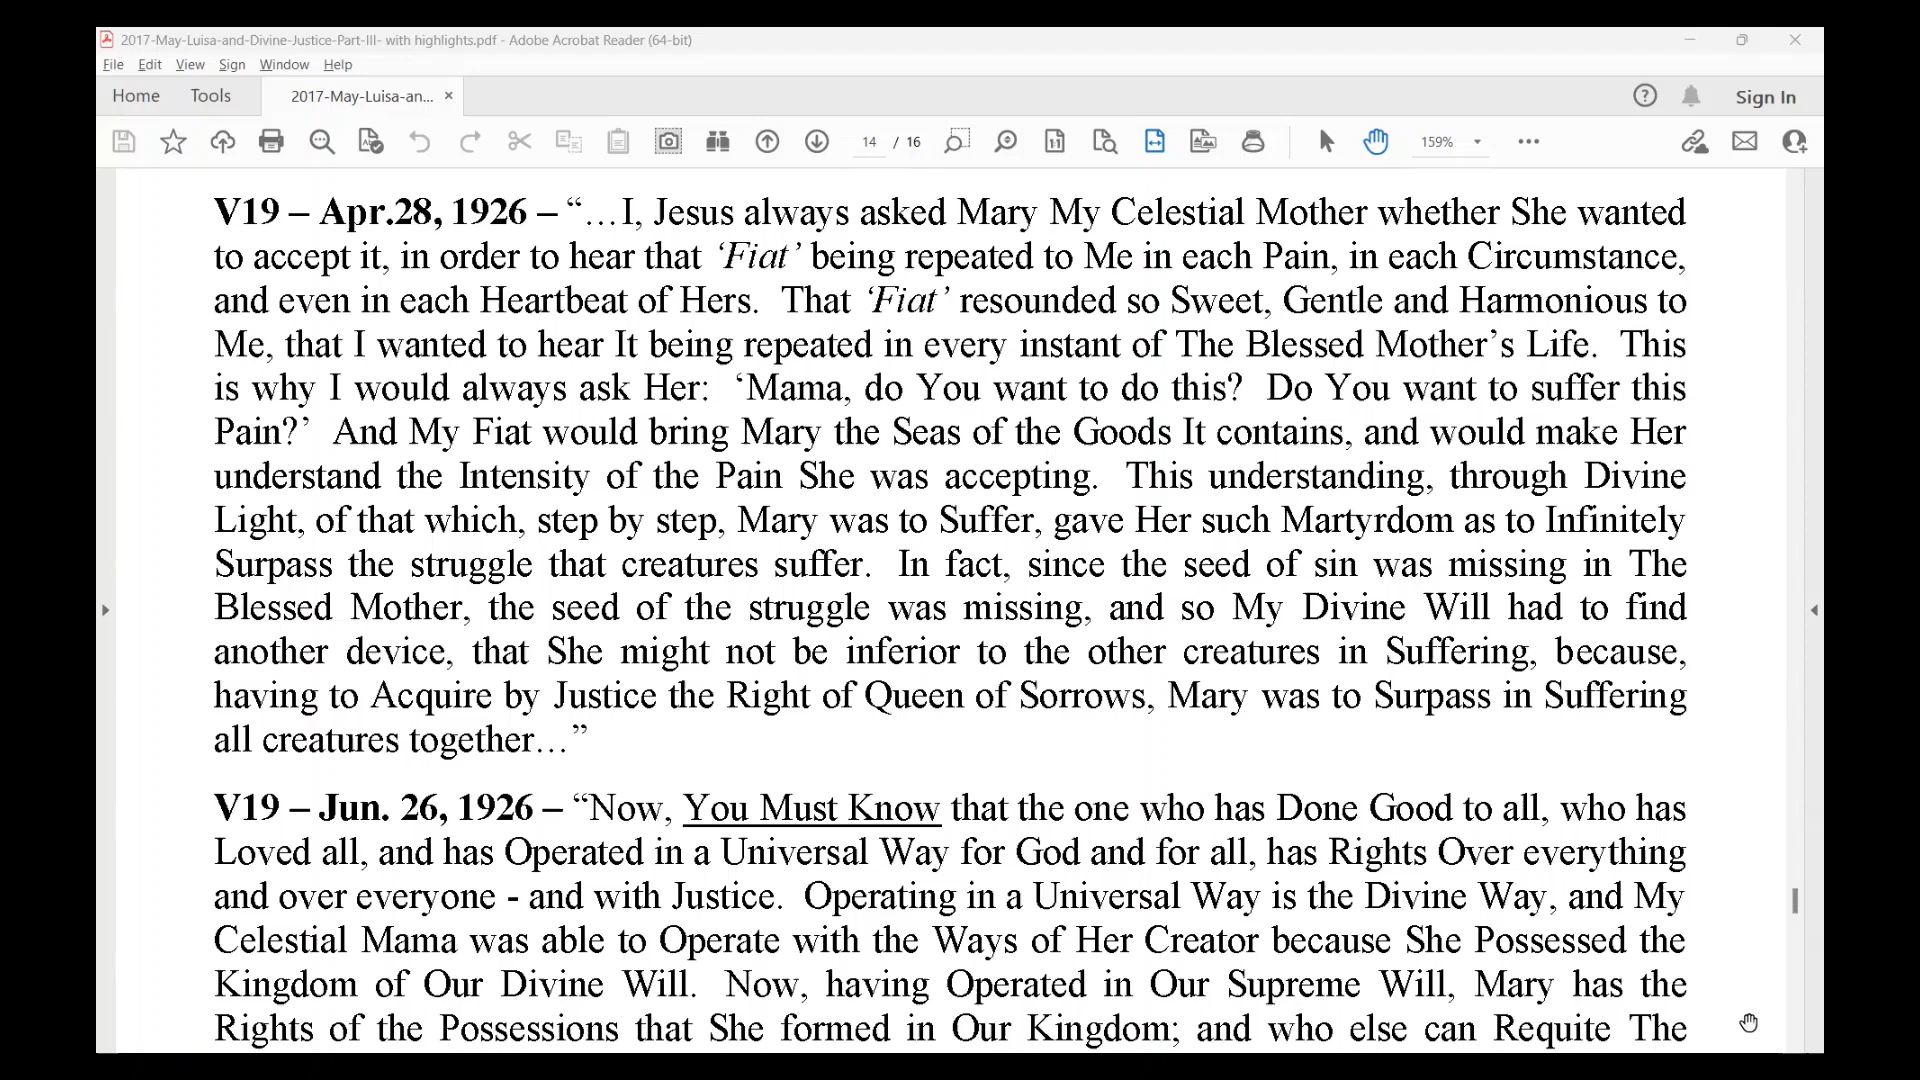 2017-May-Luisa-and-Divine-Justice-Part-III- with highlights.pdf - Adobe Acrobat Reader (64-bit)
File Edit View Sign Window Help
Home Tools 2017-May-Luisa-an... × Sign In
14 / 16 159%
V19 – Apr.28, 1926 – “…I, Jesus always asked Mary My Celestial Mother whether She wanted
to accept it, in order to hear that ‘Fiat’ being repeated to Me in each Pain, in each Circumstance,
and even in each Heartbeat of Hers. That ‘Fiat’ resounded so Sweet, Gentle and Harmonious to
Me, that I wanted to hear It being repeated in every instant of The Blessed Mother’s Life. This
is why I would always ask Her: ‘Mama, do You want to do this? Do You want to suffer this
Pain?’ And My Fiat would bring Mary the Seas of the Goods It contains, and would make Her
understand the Intensity of the Pain She was accepting. This understanding, through Divine
Light, of that which, step by step, Mary was to Suffer, gave Her such Martyrdom as to Infinitely
Surpass the struggle that creatures suffer. In fact, since the seed of sin was missing in The
Blessed Mother, the seed of the struggle was missing, and so My Divine Will had to find
another device, that She might not be inferior to the other creatures in Suffering, because,
having to Acquire by Justice the Right of Queen of Sorrows, Mary was to Surpass in Suffering
all creatures together…”
V19 – Jun. 26, 1926 – “Now, You Must Know that the one who has Done Good to all, who has
Loved all, and has Operated in a Universal Way for God and for all, has Rights Over everything
and over everyone - and with Justice. Operating in a Universal Way is the Divine Way, and My
Celestial Mama was able to Operate with the Ways of Her Creator because She Possessed the
Kingdom of Our Divine Will. Now, having Operated in Our Supreme Will, Mary has the
Rights of the Possessions that She formed in Our Kingdom; and who else can Requite The